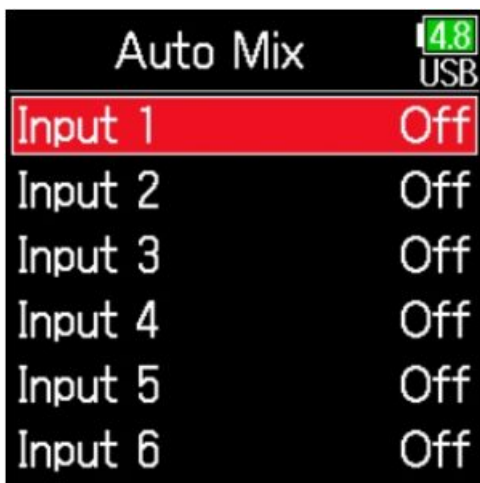 Auto Mix
4.8
USB
Input 1 Off
Input 2 Off
Input 3 Off
Input 4 Off
Input 5 Off
Input 6 Off